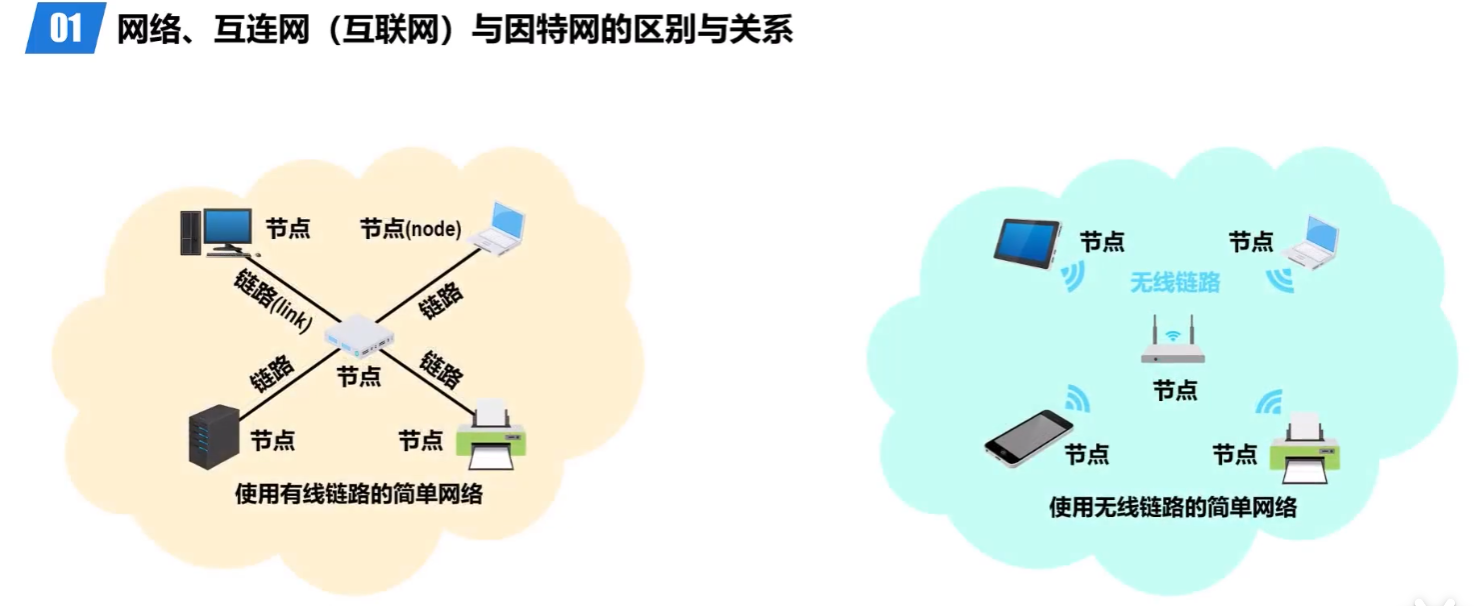 01 网络、互连网（互联网）与因特网的区别与关系
节点
节点(node)
链路(link)
链路
链路
节点
链路
节点
节点
使用有线链路的简单网络
节点
节点
无线链路
节点
节点
节点
使用无线链路的简单网络